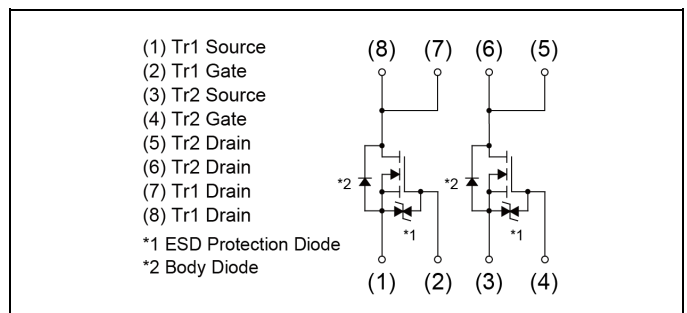 (1) Tr1 Source
(2) Tr1 Gate
(3) Tr2 Source
(4) Tr2 Gate
(5) Tr2 Drain
(6) Tr2 Drain
(7) Tr1 Drain
(8) Tr1 Drain
*1 ESD Protection Diode
*2 Body Diode
(8) (7) (6) (5)
*2 *2
*1 *1
(1) (2) (3) (4)